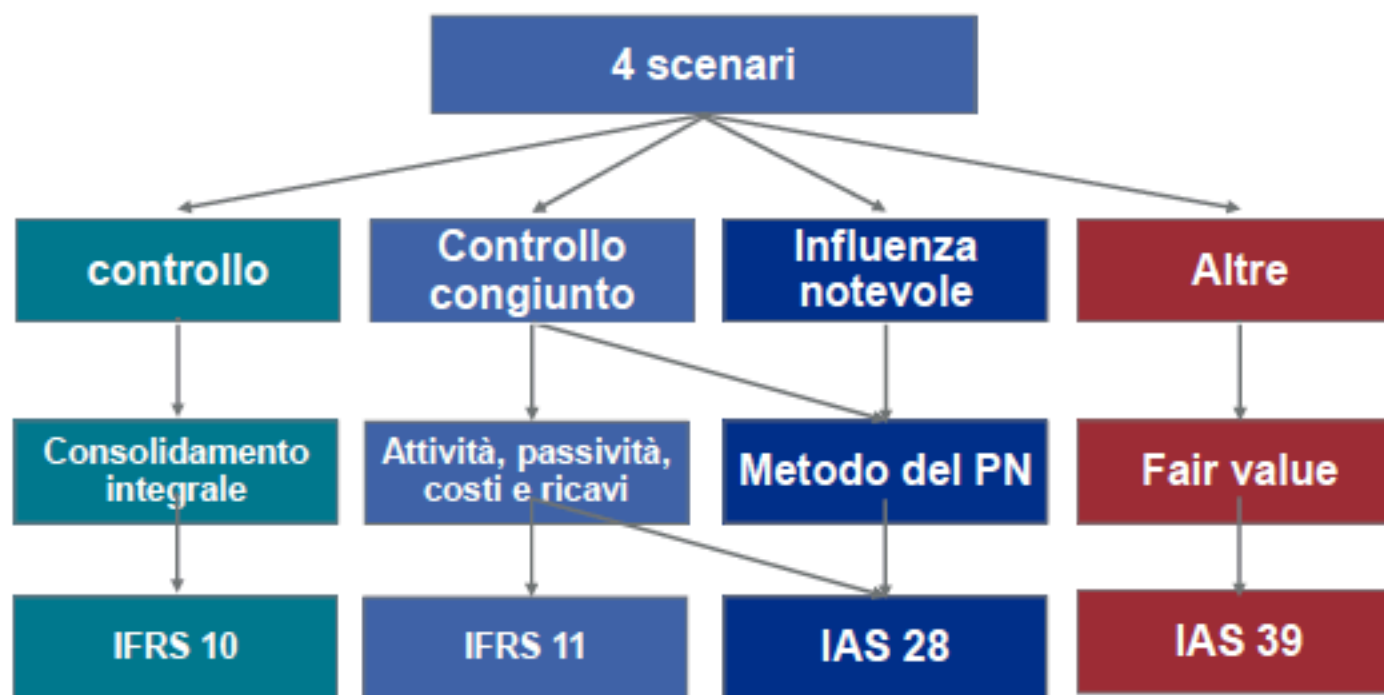 4 scenari
controllo
Controllo
congiunto
Influenza
notevole
Altre
Consolidamento
integrale
Attività, passività,
costi e ricavi
Metodo del PN
Fair value
IFRS 10
IFRS 11
IAS 28
IAS 39